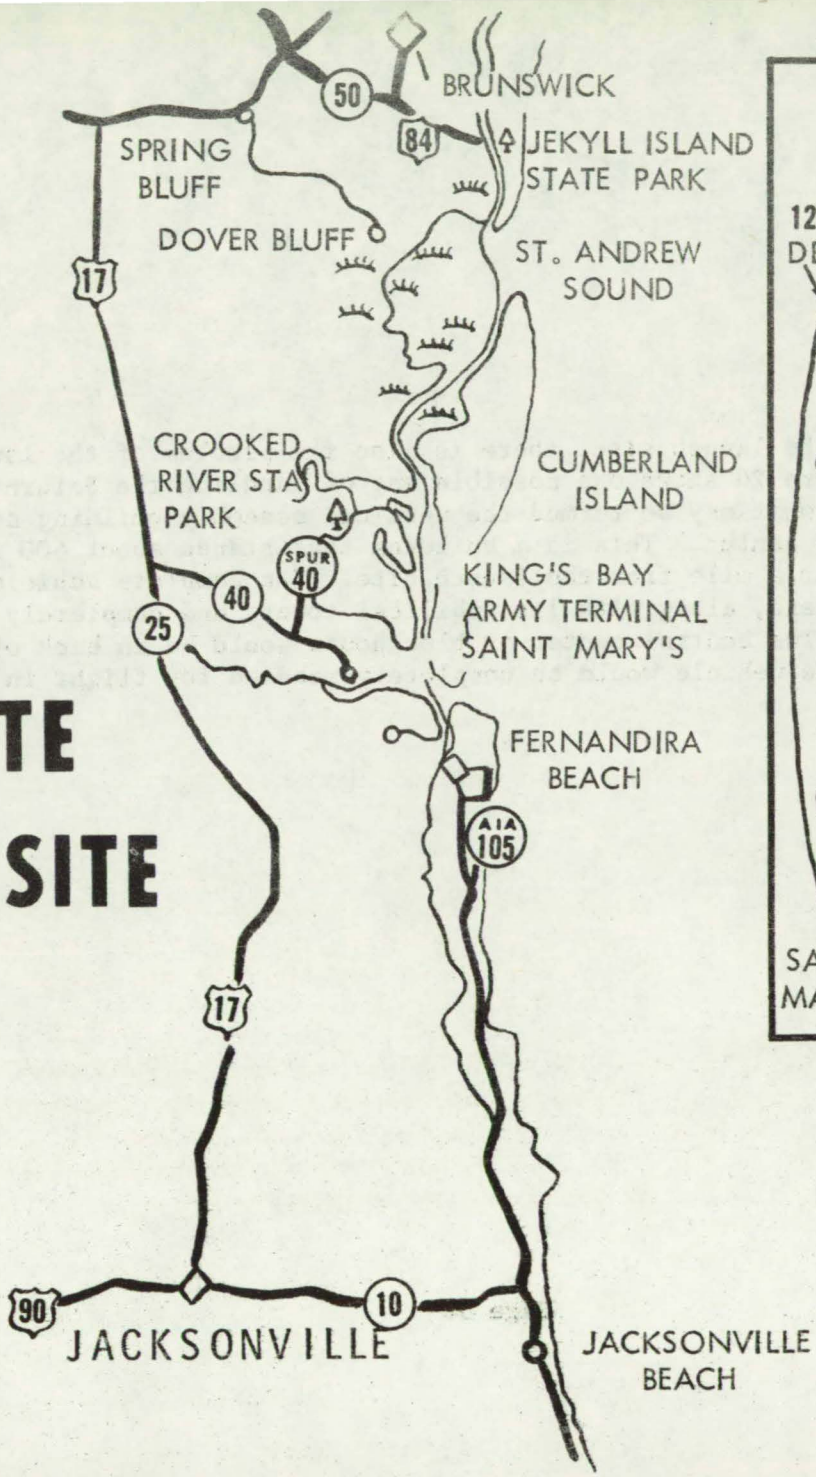 BRUNSWICK
50
84
JEKYLL ISLAND
STATE PARK
SPRING
BLUFF
DOVER BLUFF
ST. ANDREW
SOUND
17
12
CROOKED
RIVER STA
PARK
CUMBERLAND
ISLAND
SPUR
40
40
25
KING'S BAY
ARMY TERMINAL
SAINT MARY'S
TE
SITE
FERNANDIRA
BEACH
AIA
105
SA
MA
17
90
10
JACKSONVILLE
JACKSONVILLE
BEACH